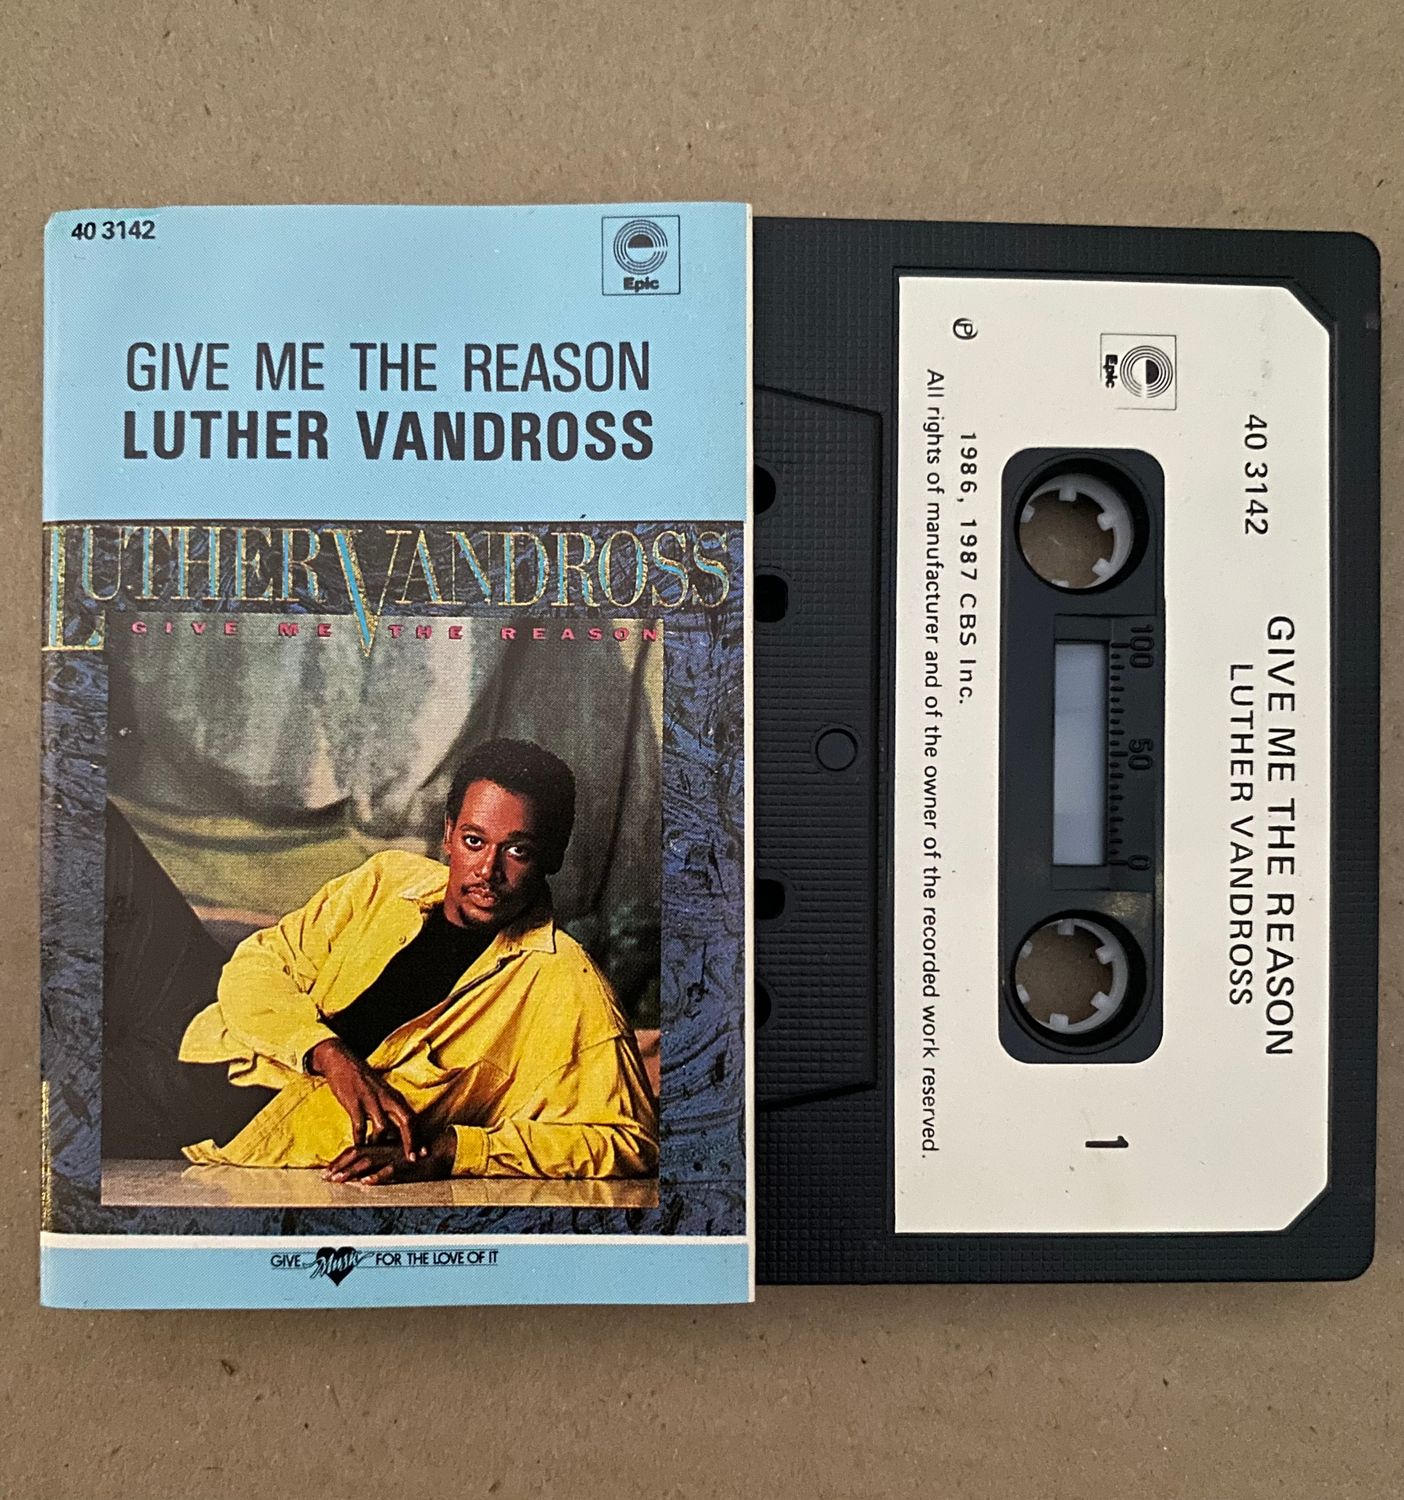 40 3142
Epic
GIVE ME THE REASON
LUTHER VANDROSS
LUTHER VANDROSS
GIVE ME THE REASON
GIVE Music FOR THE LOVE OF IT
40 3142
GIVE ME THE REASON
LUTHER VANDROSS
Epic
100 50 0
1
℗ 1986, 1987 CBS Inc.
All rights of manufacturer and of the owner of the recorded work reserved.